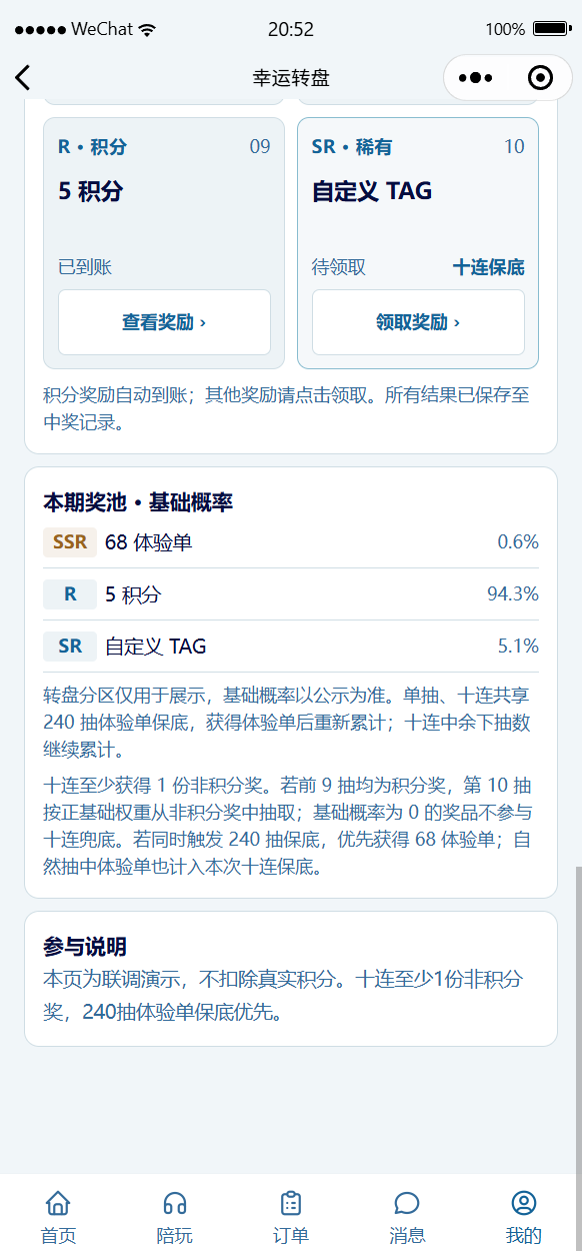 WeChat 20:52 100%
幸运转盘
R·积分 09
5 积分
已到账
查看奖励 ›
SR·稀有 10
自定义 TAG
待领取 十连保底
领取奖励 ›
积分奖励自动到账；其他奖励请点击领取。所有结果已保存至
中奖记录。
本期奖池·基础概率
SSR 68 体验单 0.6%
R 5 积分 94.3%
SR 自定义 TAG 5.1%
转盘分区仅用于展示，基础概率以公示为准。单抽、十连共享
240 抽体验单保底，获得体验单后重新累计；十连中余下抽数
继续累计。
十连至少获得 1 份非积分奖。若前 9 抽均为积分奖，第 10 抽
按正基础权重从非积分奖中抽取；基础概率为 0 的奖品不参与
十连兜底。若同时触发 240 抽保底，优先获得 68 体验单；自
然抽中体验单也计入本次十连保底。
参与说明
本页为联调演示，不扣除真实积分。十连至少1份非积分
奖，240抽体验单保底优先。
首页 陪玩 订单 消息 我的